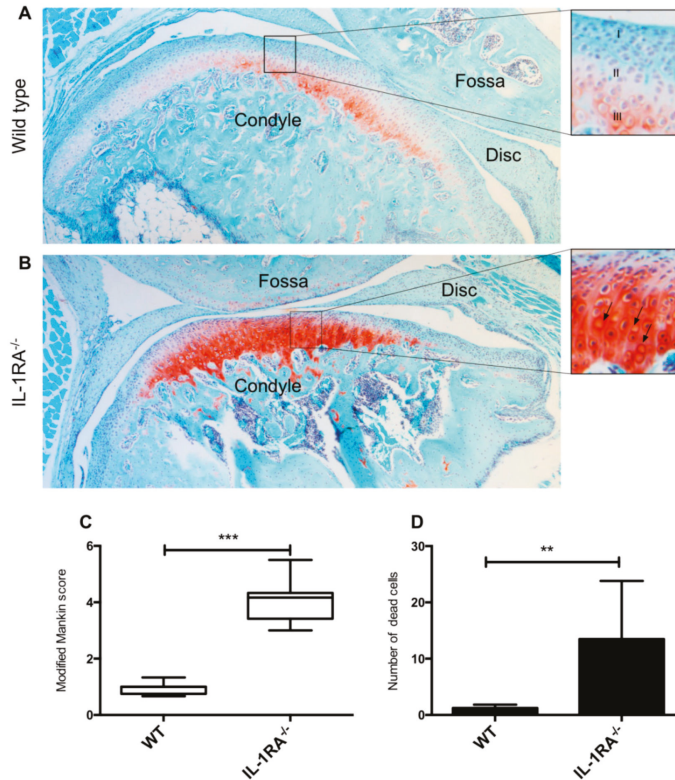 A
Wild type
Fossa
Condyle
Disc
I
II
III
B
IL-1RA-/-
Fossa
Disc
Condyle
C
***
Modified Mankin score
6
4
2
0
WT
IL-1RA-/-
D
**
Number of dead cells
30
20
10
0
WT
IL-1RA-/-